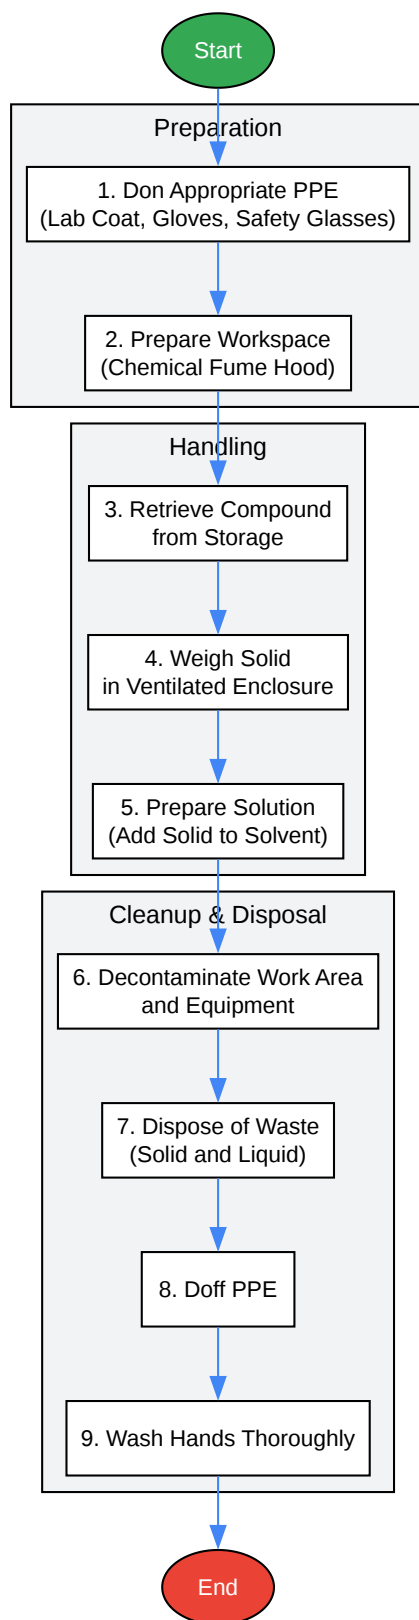 Start
Preparation
1. Don Appropriate PPE
(Lab Coat, Gloves, Safety Glasses)
2. Prepare Workspace
(Chemical Fume Hood)
Handling
3. Retrieve Compound
from Storage
4. Weigh Solid
in Ventilated Enclosure
5. Prepare Solution
(Add Solid to Solvent)
Cleanup & Disposal
6. Decontaminate Work Area
and Equipment
7. Dispose of Waste
(Solid and Liquid)
8. Doff PPE
9. Wash Hands Thoroughly
End